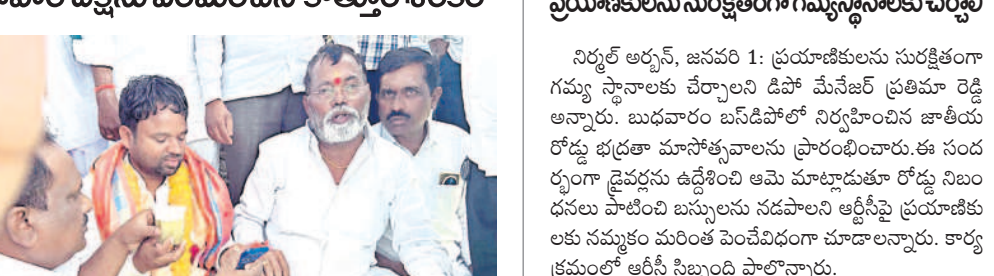 ప్రయాణికులను సురక్షితంగా గమ్యస్థానాలకు చేర్చాలి
నిర్మల్ అర్బన్, జనవరి 1: ప్రయాణికులను సురక్షితంగా
గమ్య స్థానాలకు చేర్చాలని డిపో మేనేజర్ ప్రతిమా రెడ్డి
అన్నారు. బుధవారం బస్‌డిపోలో నిర్వహించిన జాతీయ
రోడ్డు భద్రతా మాసోత్సవాలను ప్రారంభించారు.ఈ సంద
ర్భంగా డ్రైవర్లను ఉద్దేశించి ఆమె మాట్లాడుతూ రోడ్డు నిబం
ధనలు పాటించి బస్సులను నడపాలని ఆర్టీసీపై ప్రయాణికు
లకు నమ్మకం మరింత పెంచేవిధంగా చూడాలన్నారు. కార్య
క్రమంలో ఆర్టీసీ సిబ్బంది పాల్గొన్నారు.